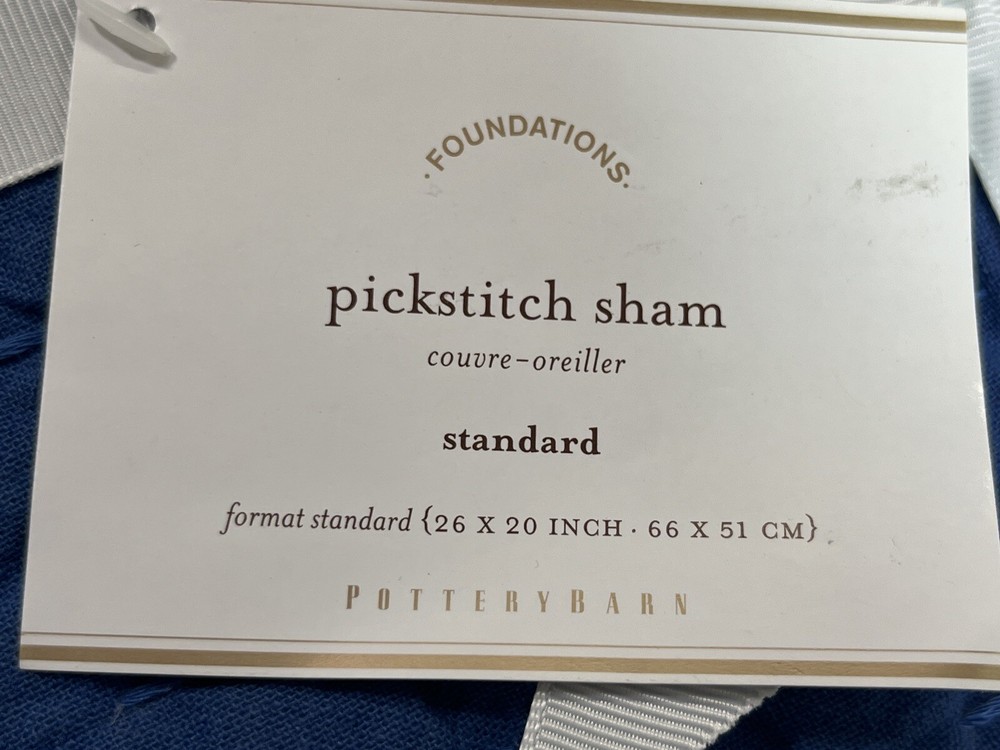 ·FOUNDATIONS·
pickstitch sham
couvre-oreiller
standard
format standard {26 X 20 INCH · 66 X 51 CM}
POTTERYBARN